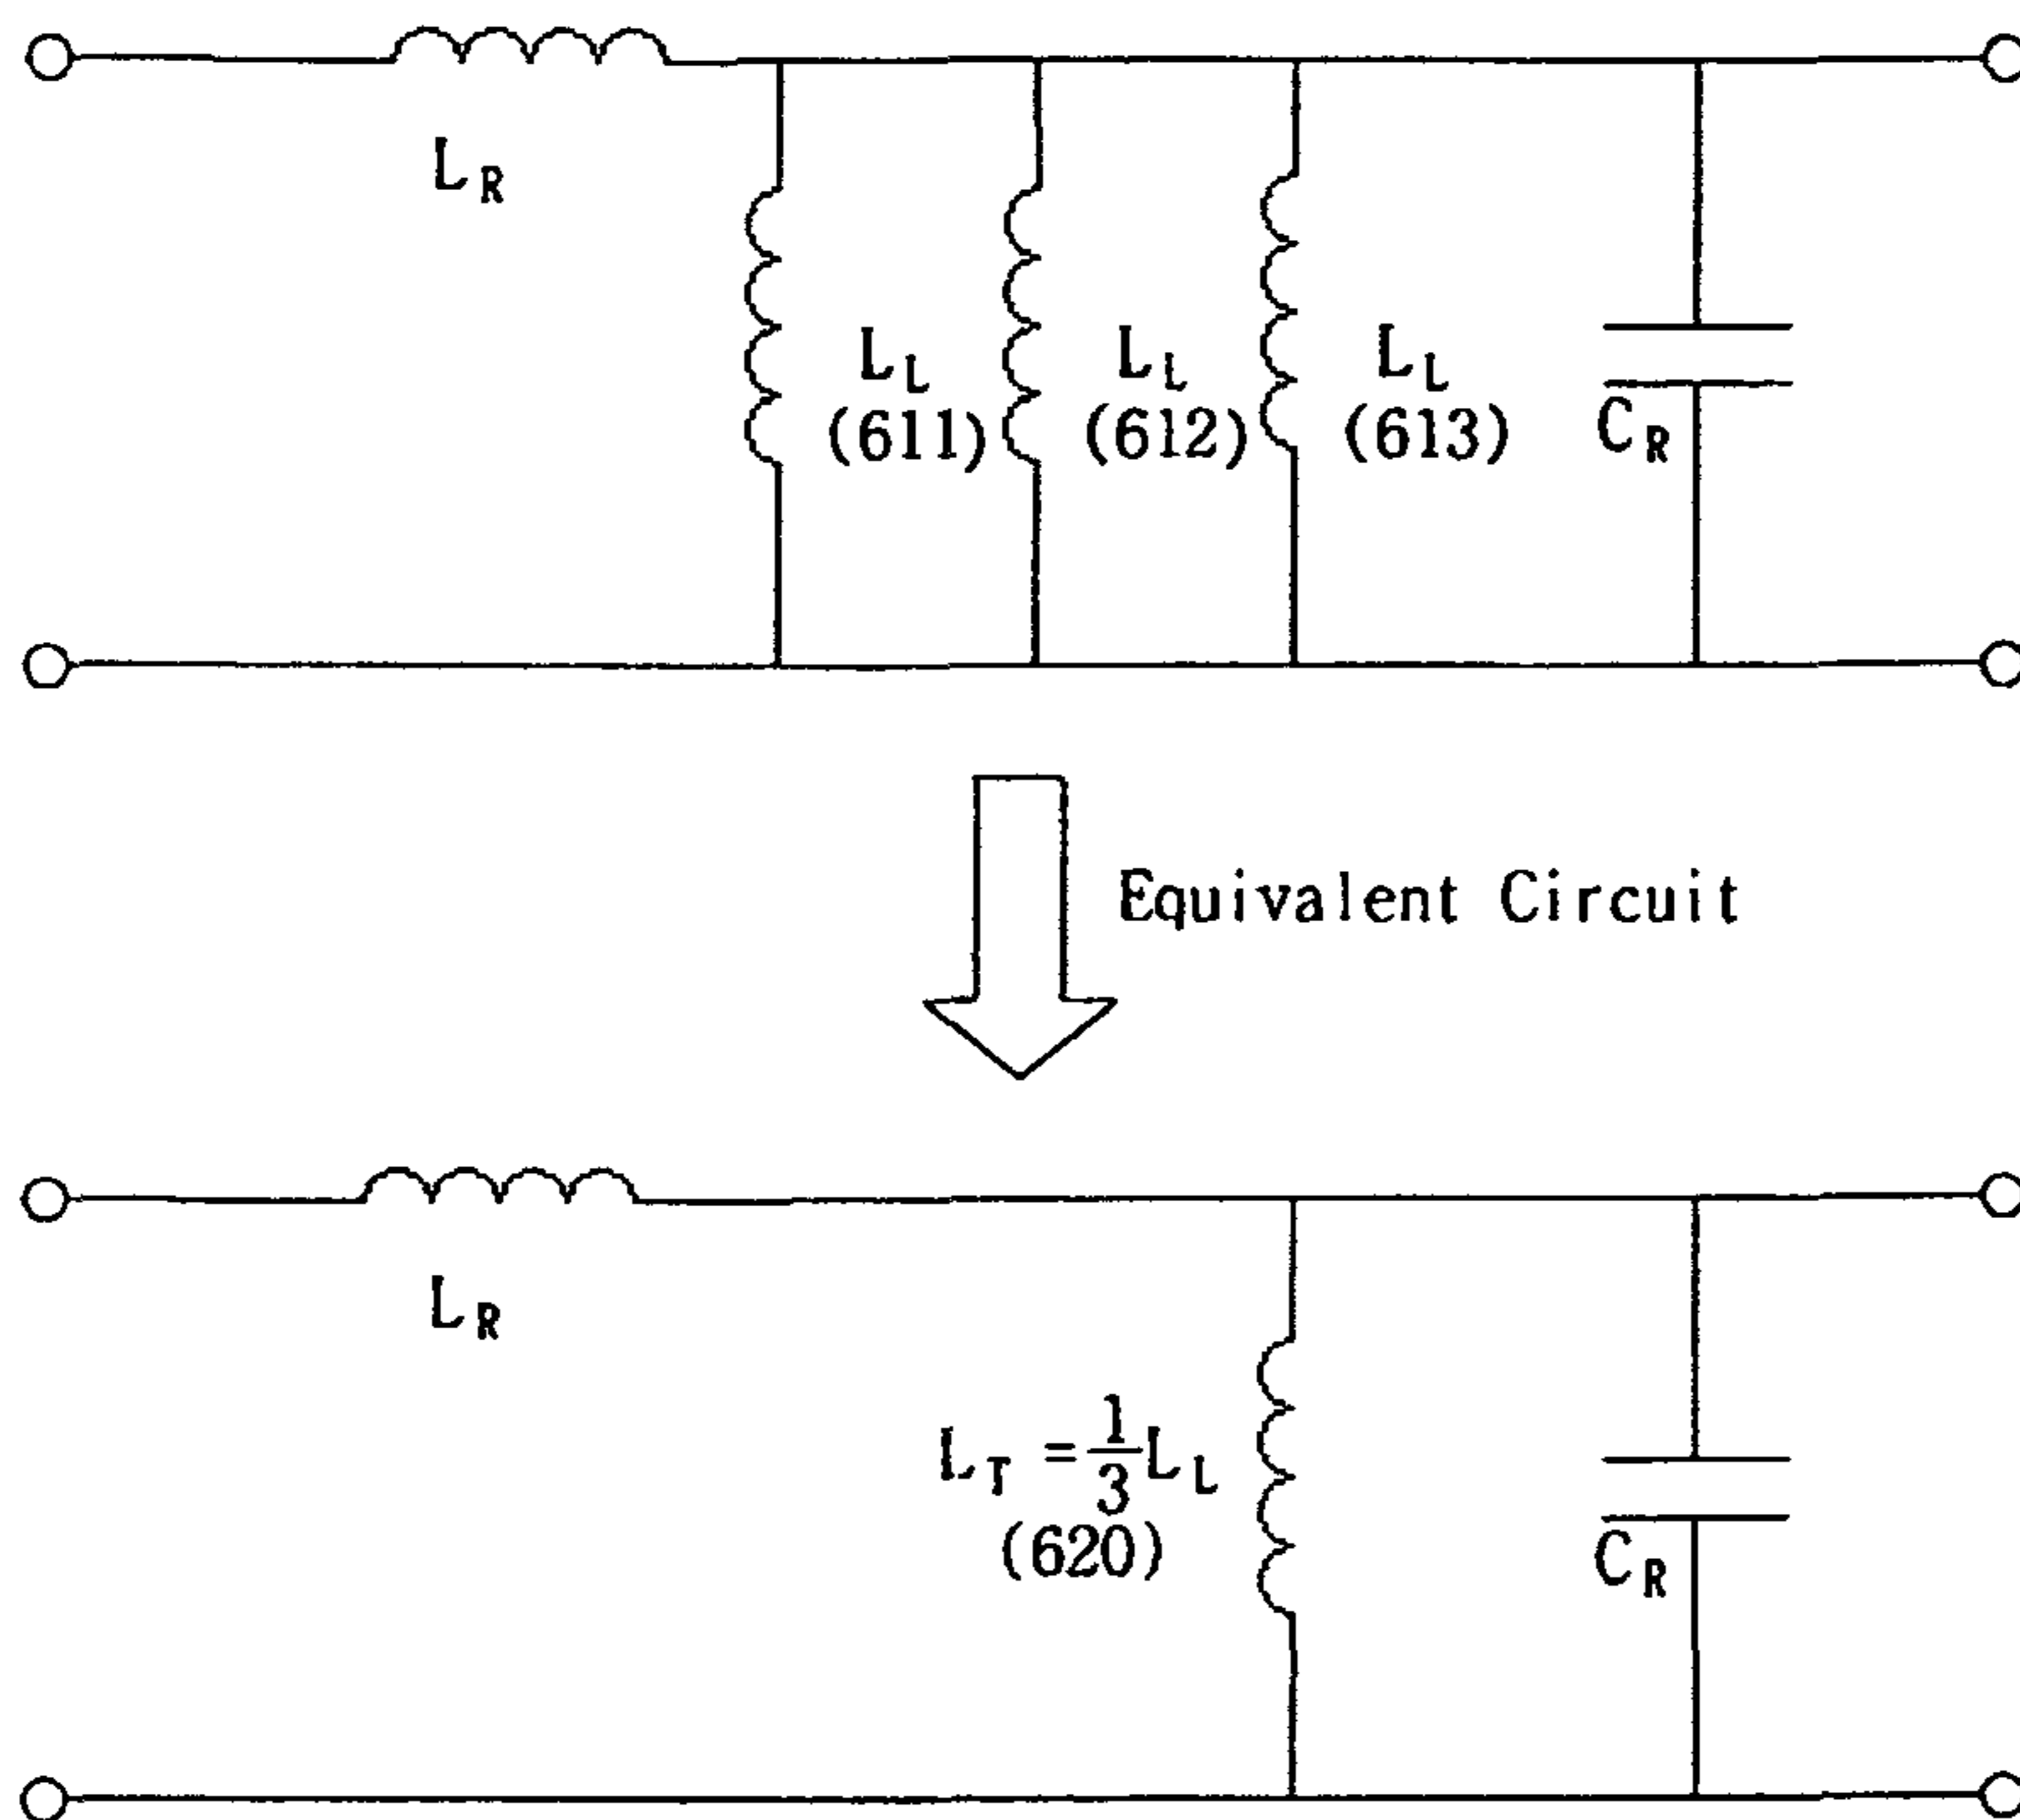 L_R
L_L
(611)
L_L
(612)
L_L
(613)
C_R
Equivalent Circuit
L_R
L_T = 1/3 L_L
(620)
C_R